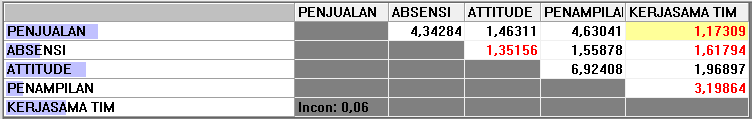 PENJUALAN ABSENSI ATTITUDE PENAMPILAI KERJASAMA TIM
PENJUALAN 4,34284 1,46311 4,63041 1,17309
ABSENSI 1,35156 1,55878 1,61794
ATTITUDE 6,92408 1,96897
PENAMPILAN 3,19864
KERJASAMA TIM Incon: 0,06